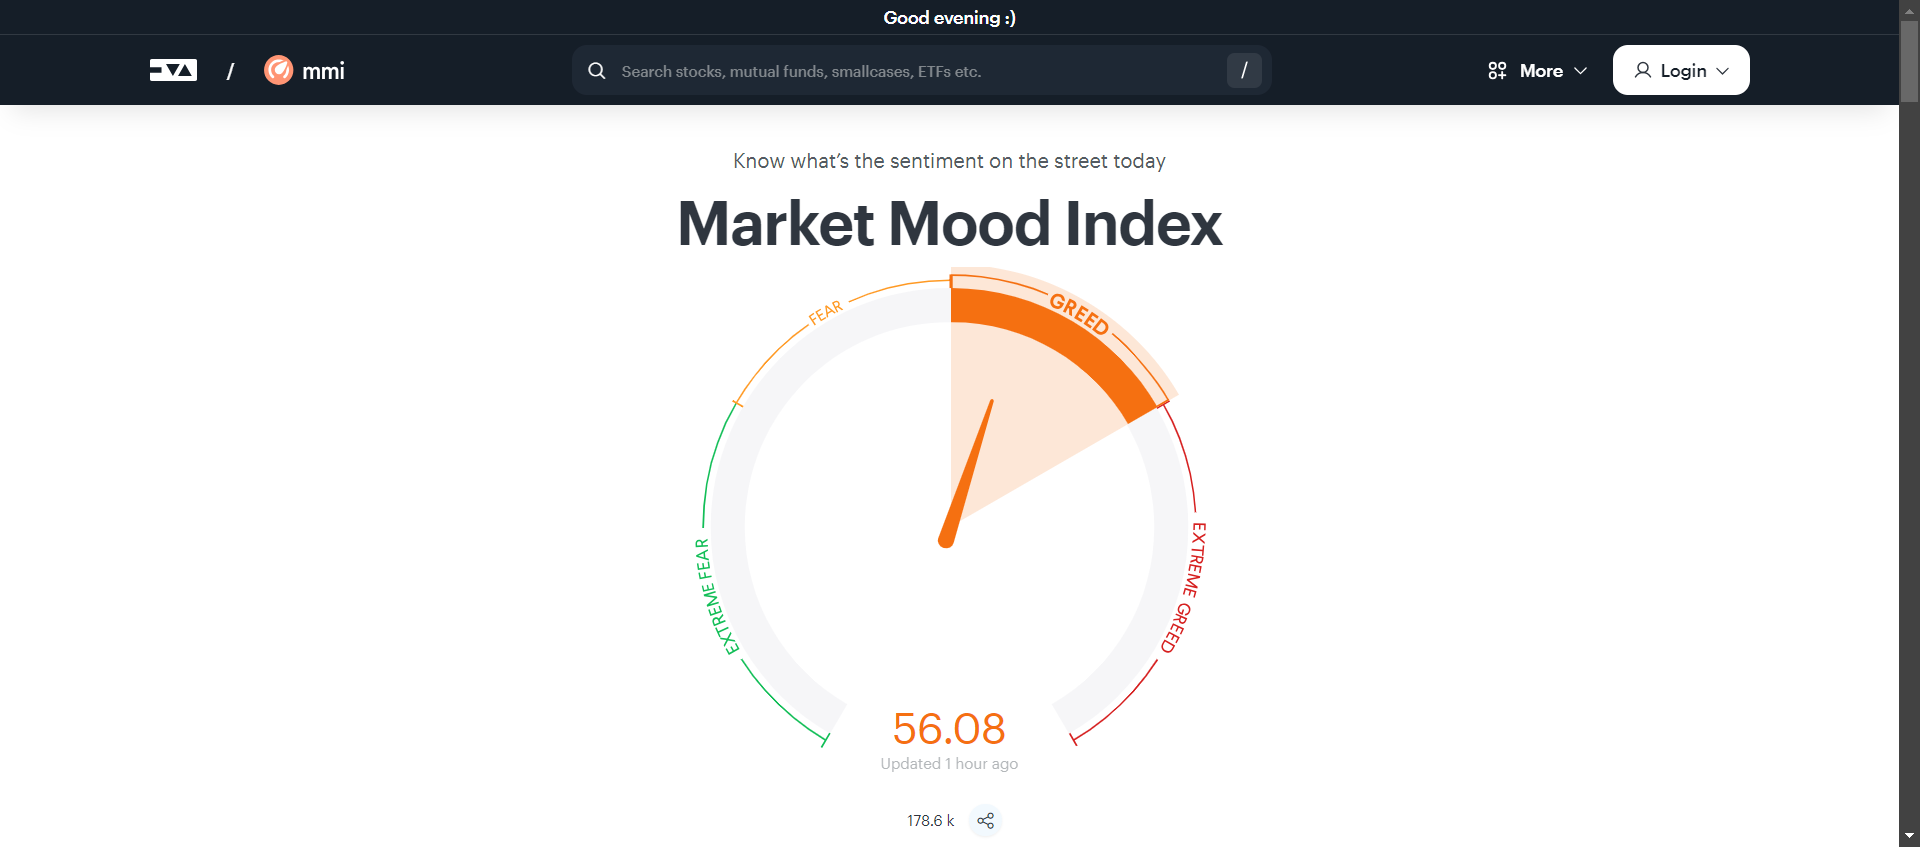 Good evening :)
/ mmi
Search stocks, mutual funds, smallcases, ETFs etc.
/
More
Login
Know what's the sentiment on the street today
Market Mood Index
FEAR
GREED
EXTREME FEAR
EXTREME GREED
56.08
Updated 1 hour ago
178.6 k